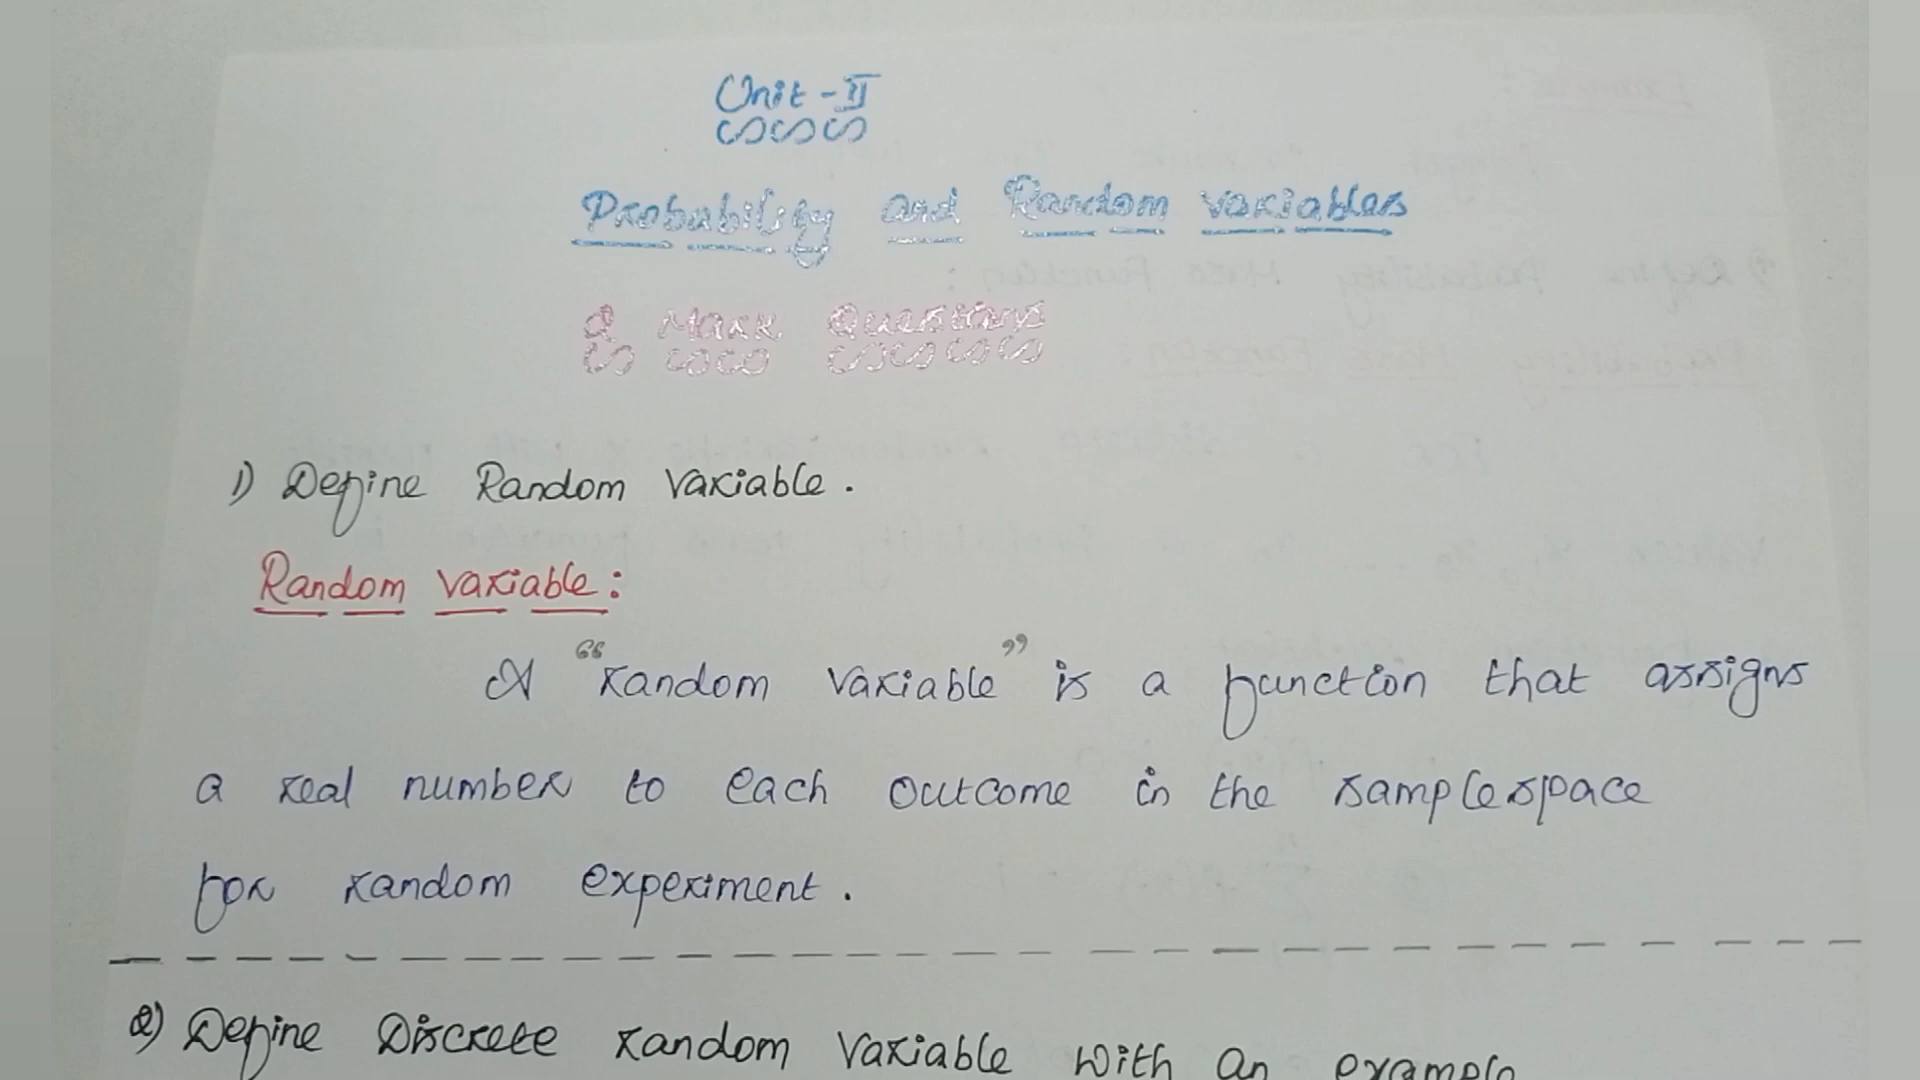 Unit - II
Probability and Random variables
2 Mark Questions
1) Define Random Variable.
Random variable:
A "random variable" is a function that assigns
a real number to each outcome in the samplespace
for random experiment.
2) Define Discrete random variable with an example